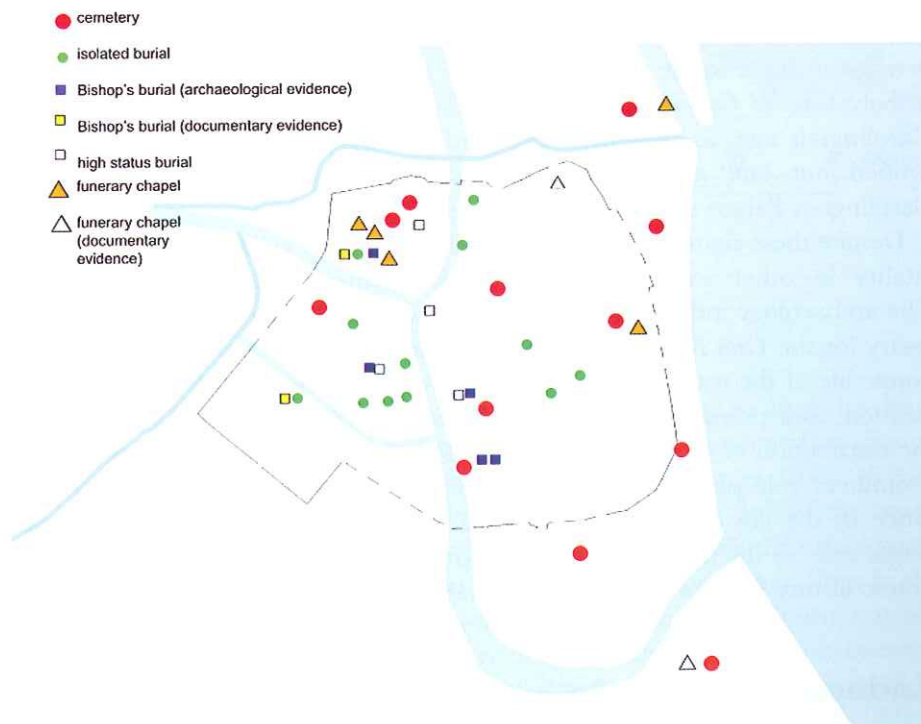 cemetery
isolated burial
Bishop's burial (archaeological evidence)
Bishop's burial (documentary evidence)
high status burial
funerary chapel
funerary chapel
(documentary
evidence)